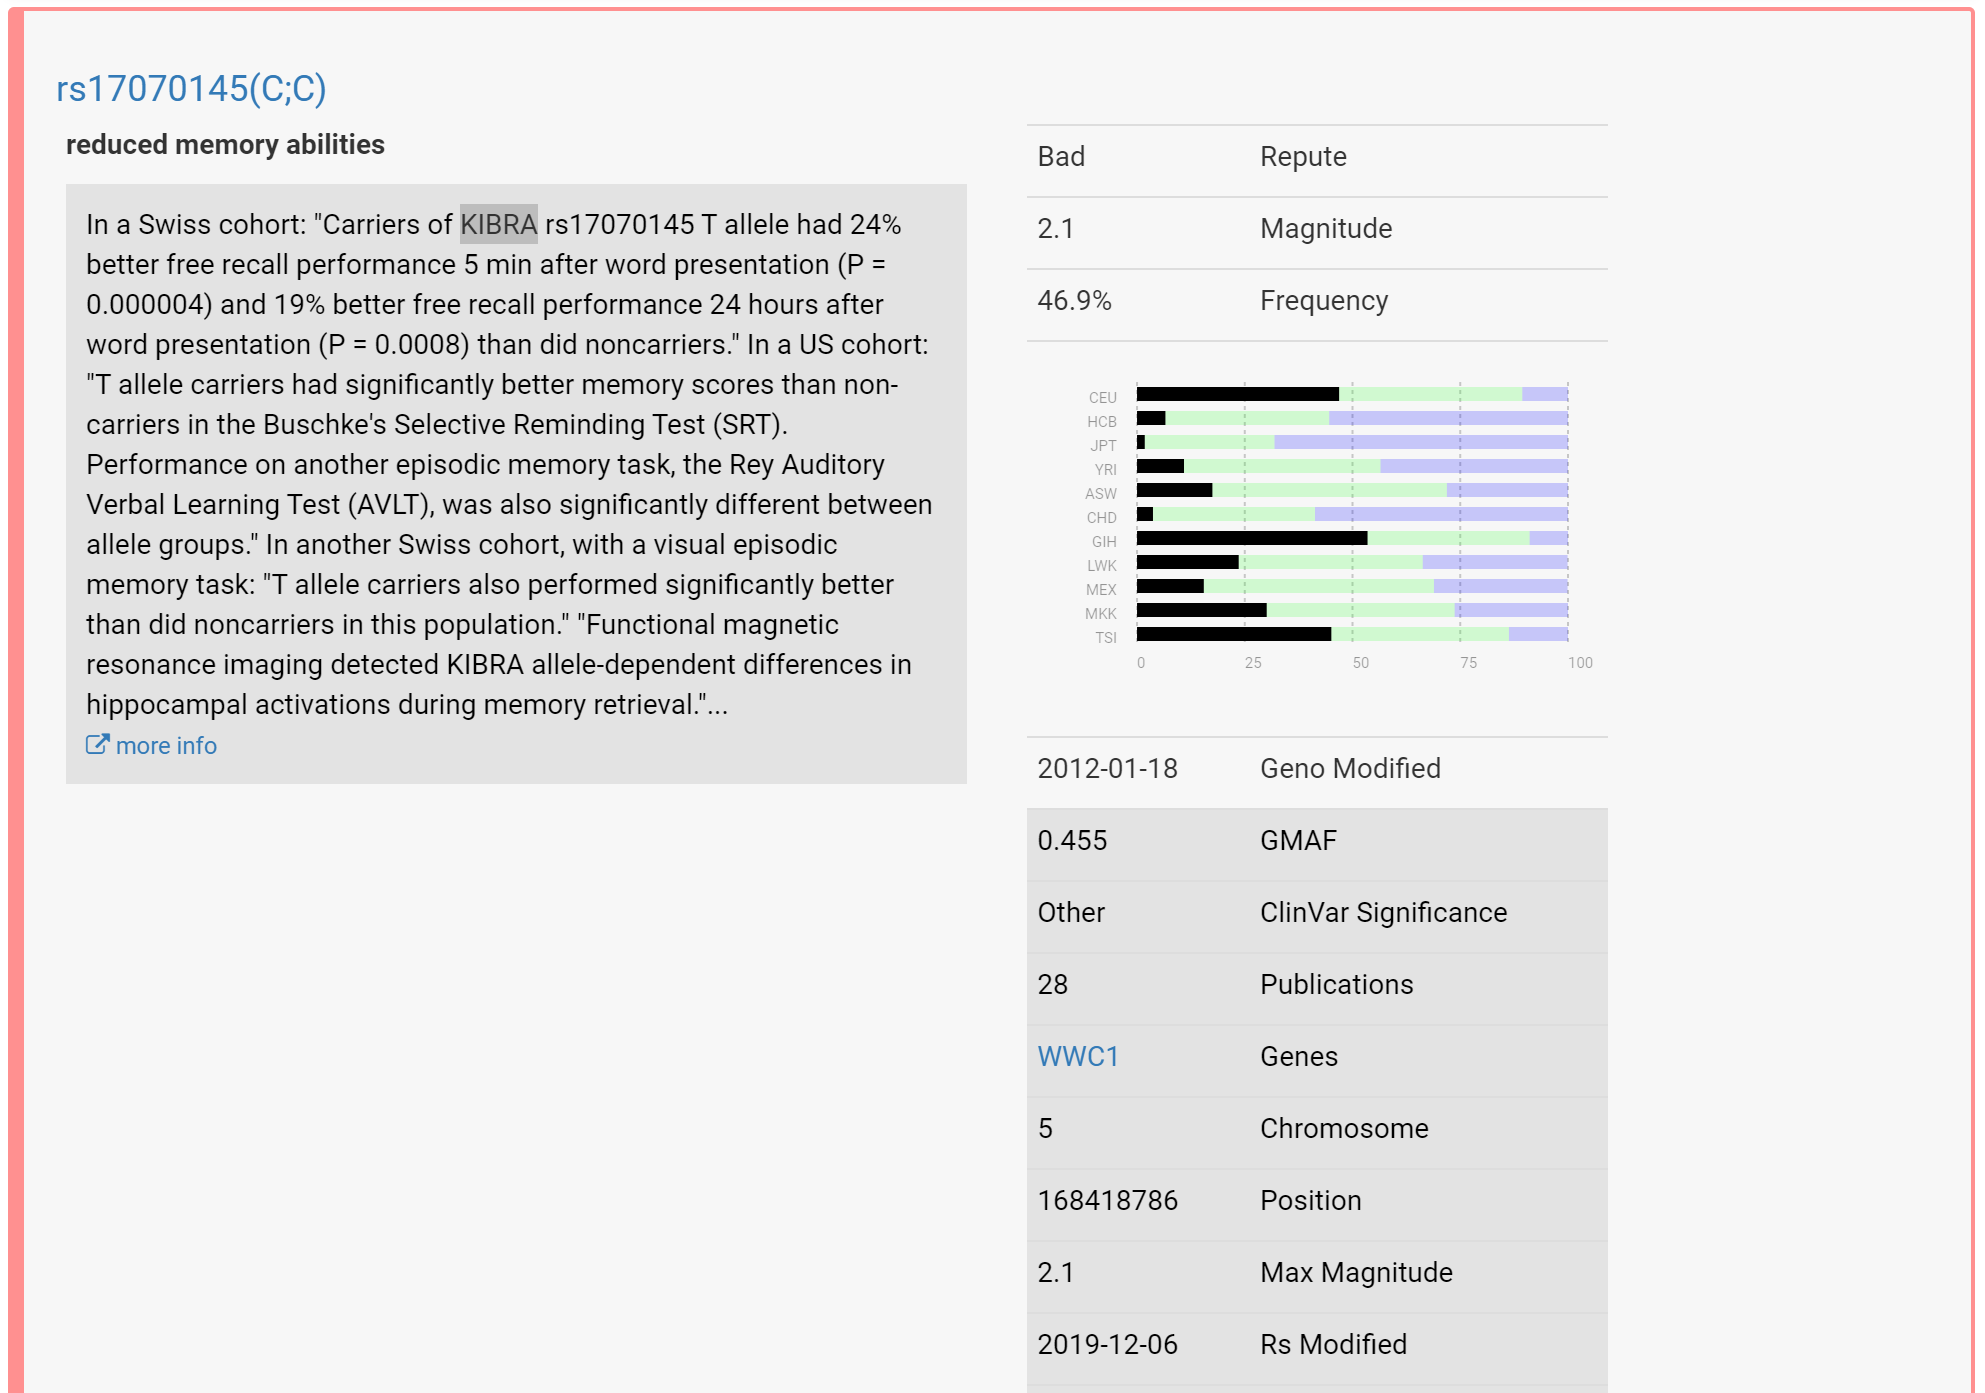 rs17070145(C;C)
reduced memory abilities
In a Swiss cohort: "Carriers of KIBRA rs17070145 T allele had 24%
better free recall performance 5 min after word presentation (P =
0.000004) and 19% better free recall performance 24 hours after
word presentation (P = 0.0008) than did noncarriers." In a US cohort:
"T allele carriers had significantly better memory scores than non-
carriers in the Buschke's Selective Reminding Test (SRT).
Performance on another episodic memory task, the Rey Auditory
Verbal Learning Test (AVLT), was also significantly different between
allele groups." In another Swiss cohort, with a visual episodic
memory task: "T allele carriers also performed significantly better
than did noncarriers in this population." "Functional magnetic
resonance imaging detected KIBRA allele-dependent differences in
hippocampal activations during memory retrieval."...
more info
Bad Repute
2.1 Magnitude
46.9% Frequency
CEU
HCB
JPT
YRI
ASW
CHD
GIH
LWK
MEX
MKK
TSI
0 25 50 75 100
2012-01-18 Geno Modified
0.455 GMAF
Other ClinVar Significance
28 Publications
WWC1 Genes
5 Chromosome
168418786 Position
2.1 Max Magnitude
2019-12-06 Rs Modified